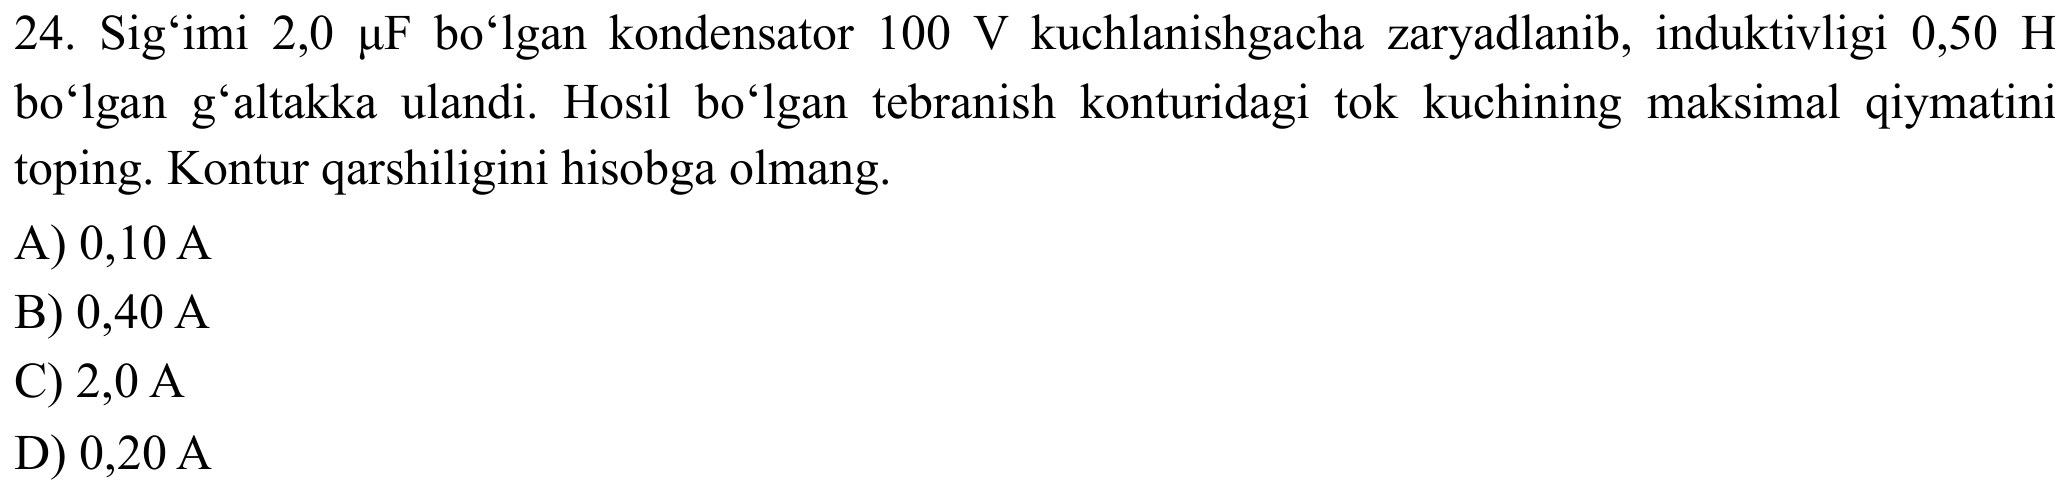 24. Sig‘imi 2,0 μF bo‘lgan kondensator 100 V kuchlanishgacha zaryadlanib, induktivligi 0,50 H
bo‘lgan g‘altakka ulandi. Hosil bo‘lgan tebranish konturidagi tok kuchining maksimal qiymatini
toping. Kontur qarshiligini hisobga olmang.
A) 0,10 A
B) 0,40 A
C) 2,0 A
D) 0,20 A